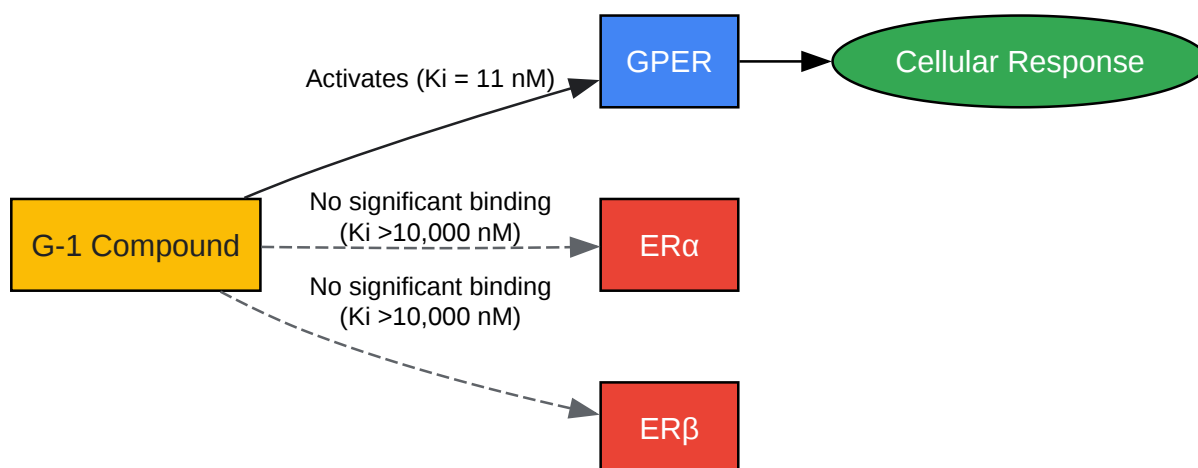 GPER
Cellular Response
Activates (Ki = 11 nM)
No significant binding
(Ki >10,000 nM)
G-1 Compound
ERα
No significant binding
(Ki >10,000 nM)
ERβ